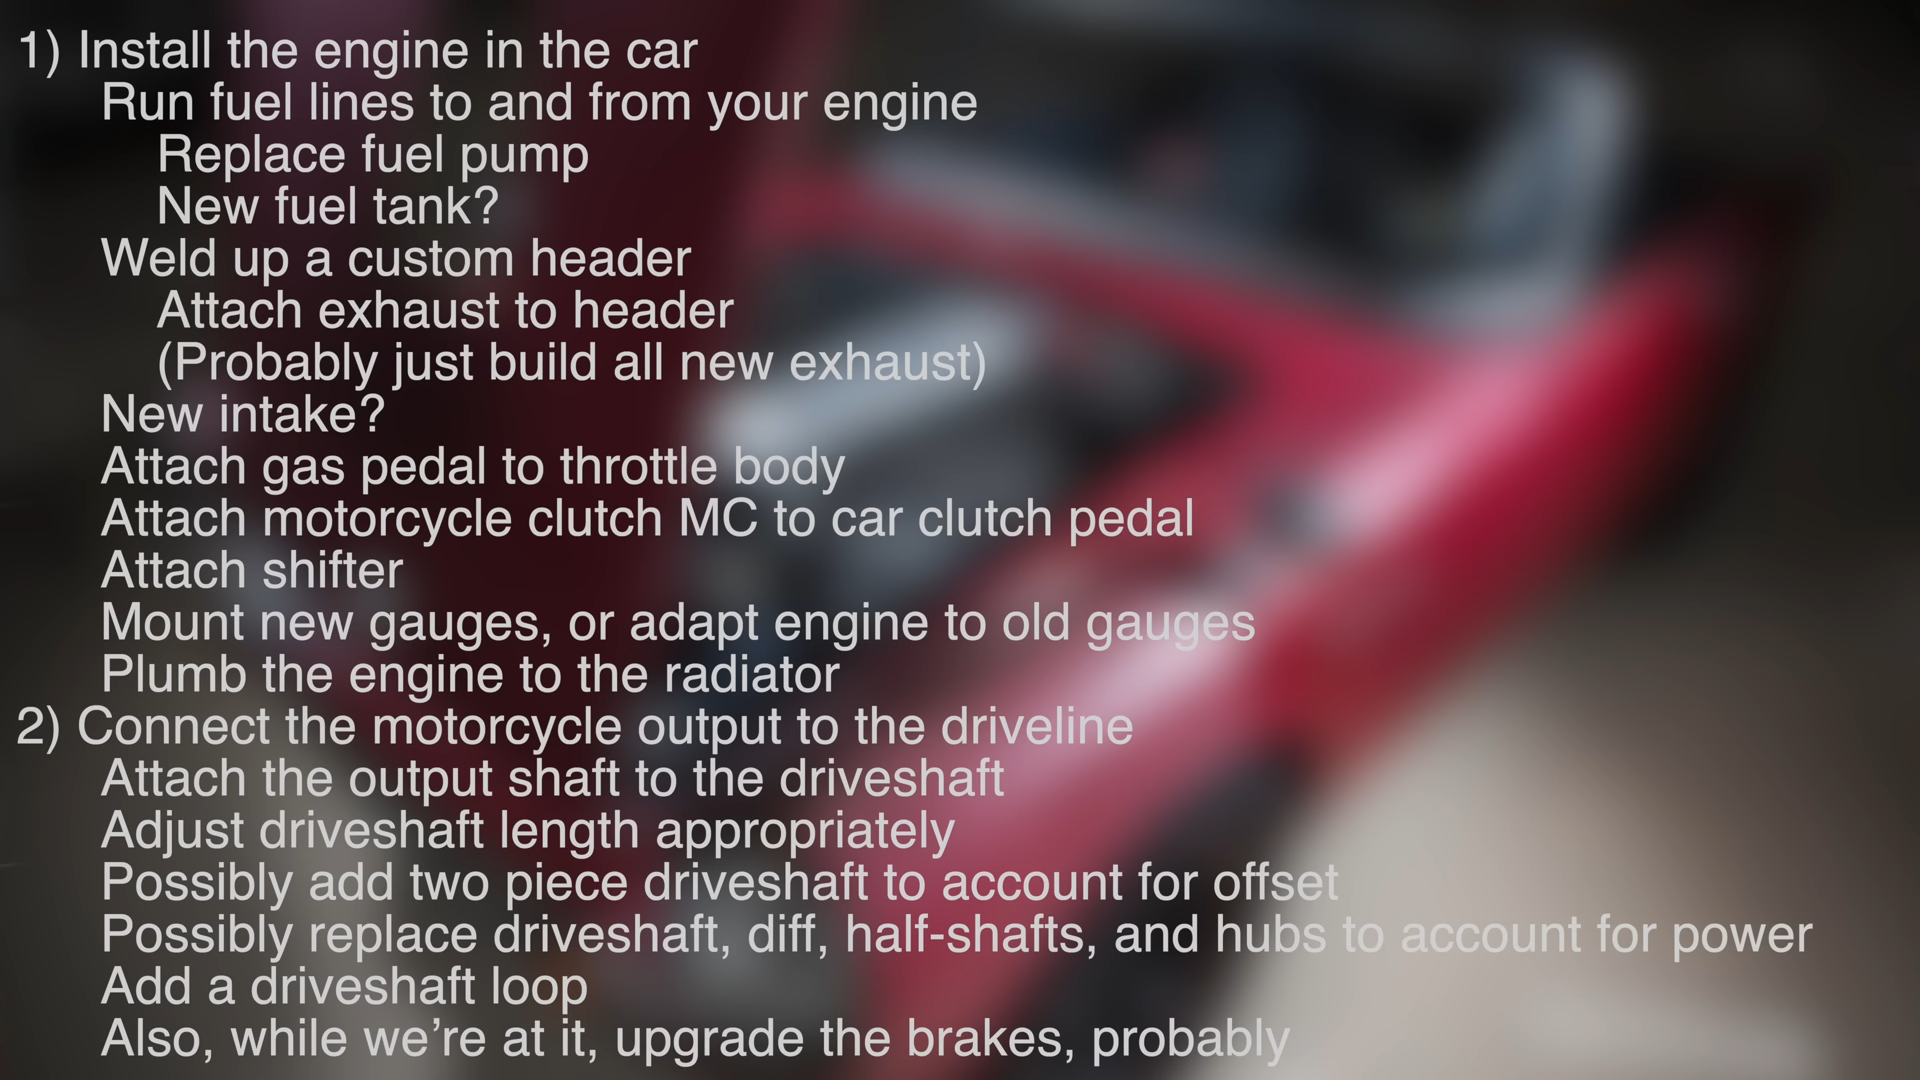 1) Install the engine in the car
Run fuel lines to and from your engine
Replace fuel pump
New fuel tank?
Weld up a custom header
Attach exhaust to header
(Probably just build all new exhaust)
New intake?
Attach gas pedal to throttle body
Attach motorcycle clutch MC to car clutch pedal
Attach shifter
Mount new gauges, or adapt engine to old gauges
Plumb the engine to the radiator
2) Connect the motorcycle output to the driveline
Attach the output shaft to the driveshaft
Adjust driveshaft length appropriately
Possibly add two piece driveshaft to account for offset
Possibly replace driveshaft, diff, half-shafts, and hubs to account for power
Add a driveshaft loop
Also, while we’re at it, upgrade the brakes, probably